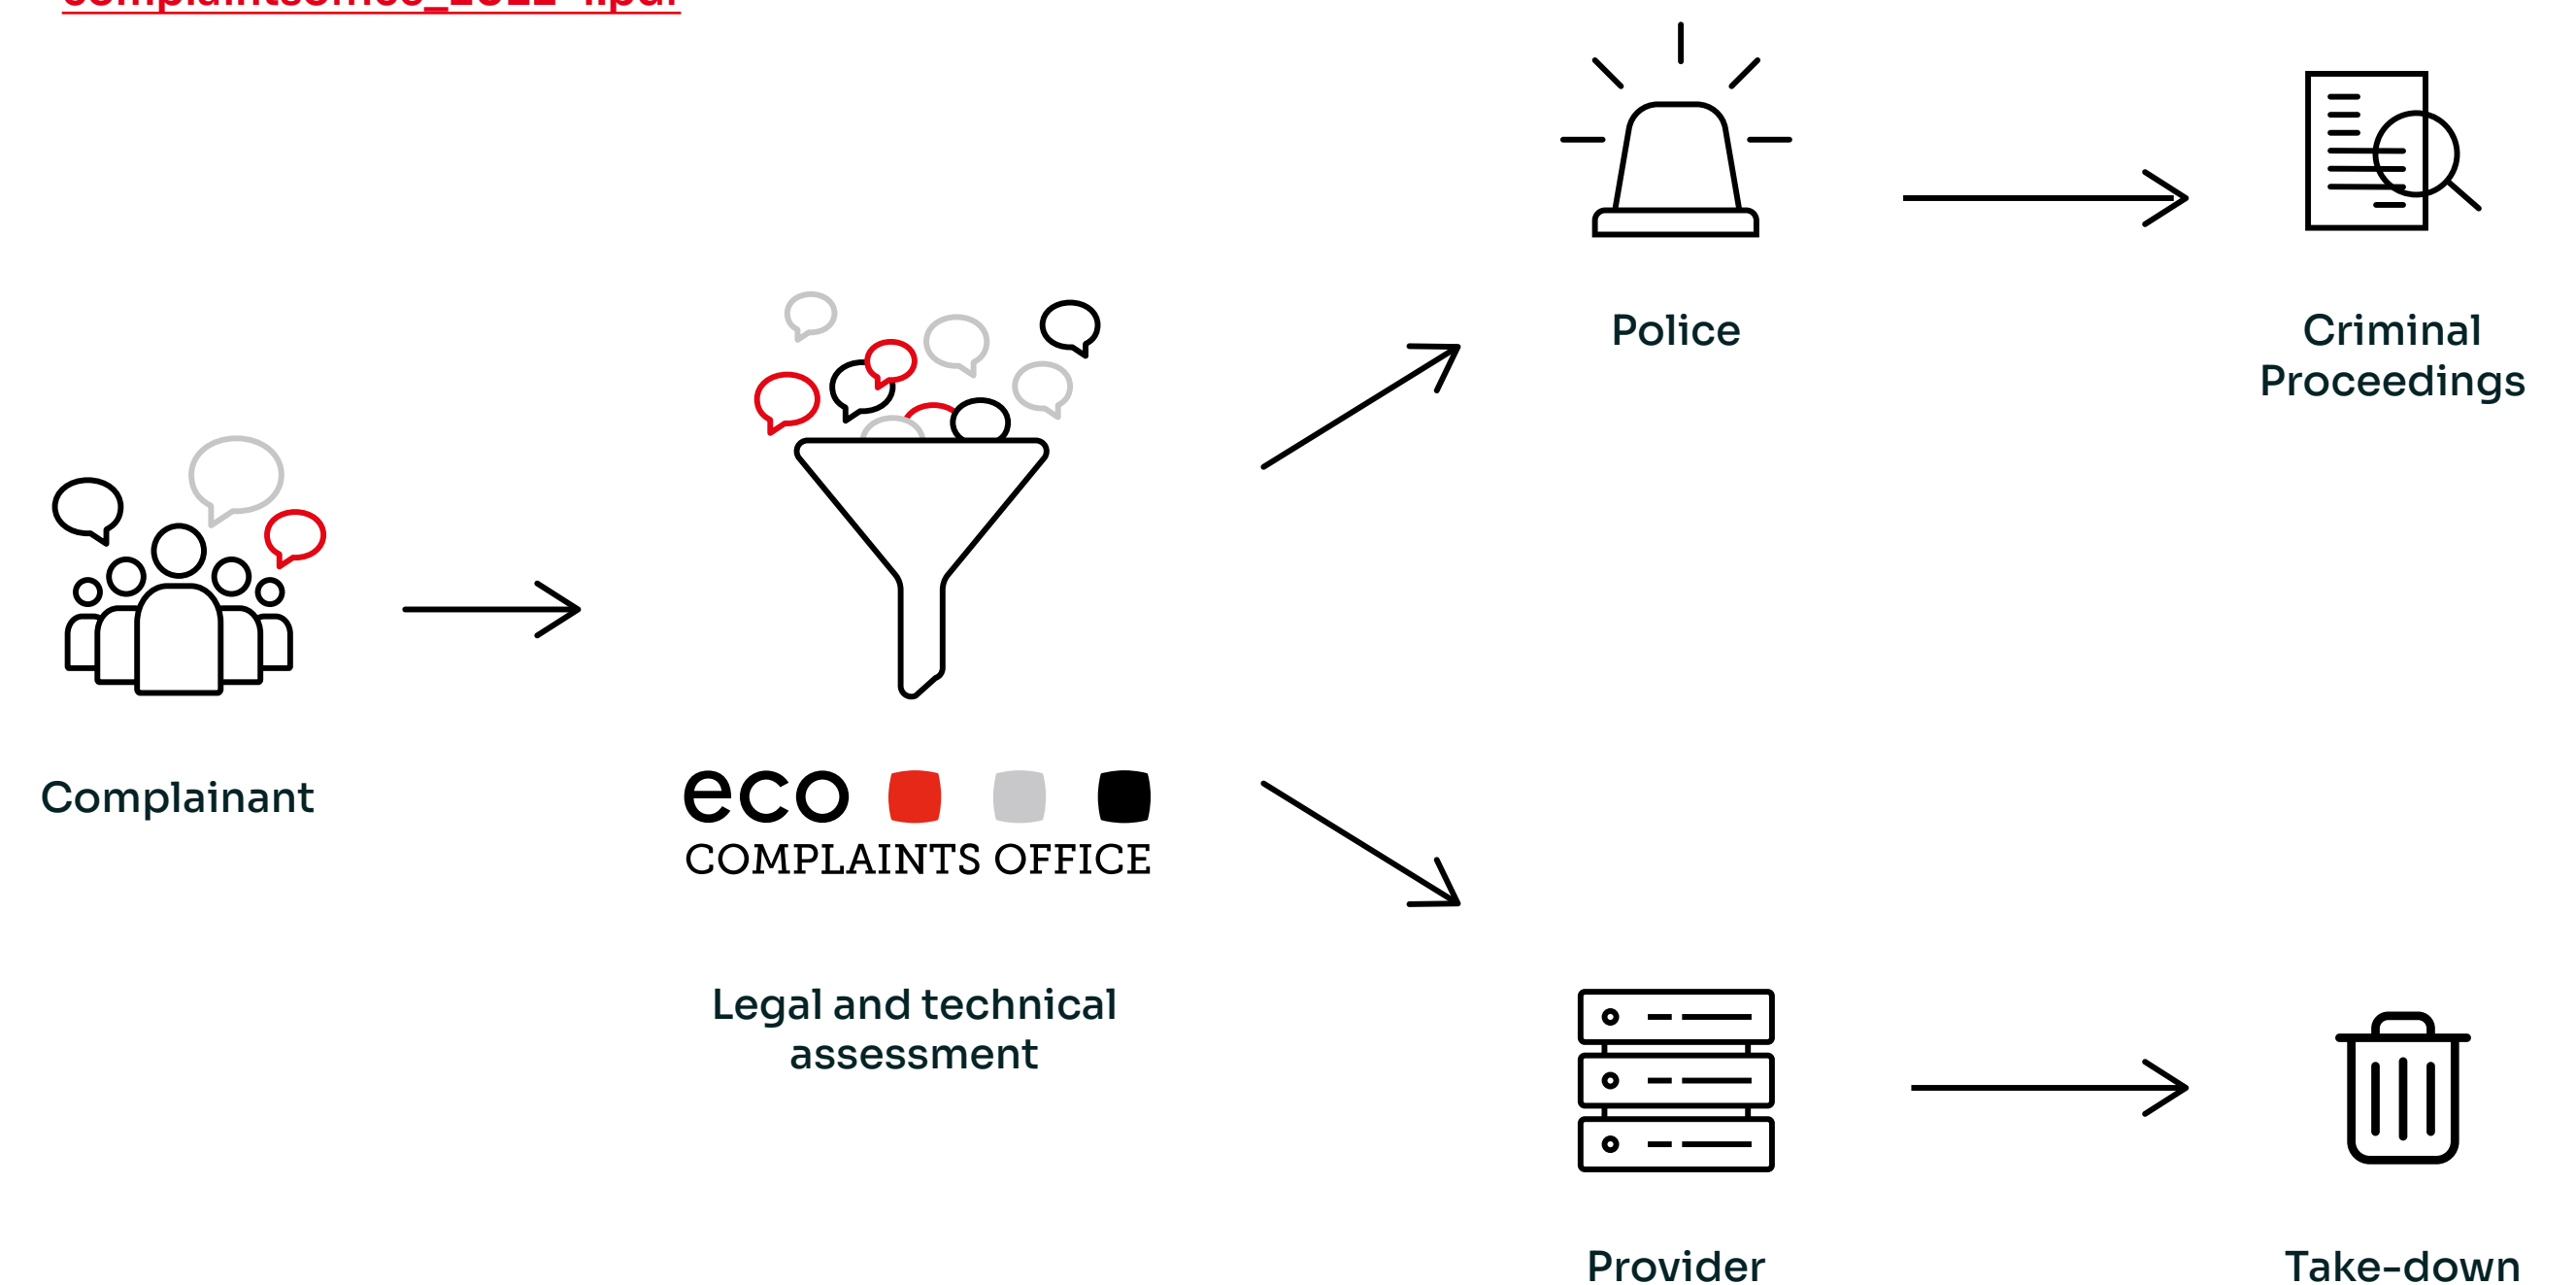 Police
Criminal
Proceedings
Complainant
eco
COMPLAINTS OFFICE
Legal and technical
assessment
Provider
Take-down